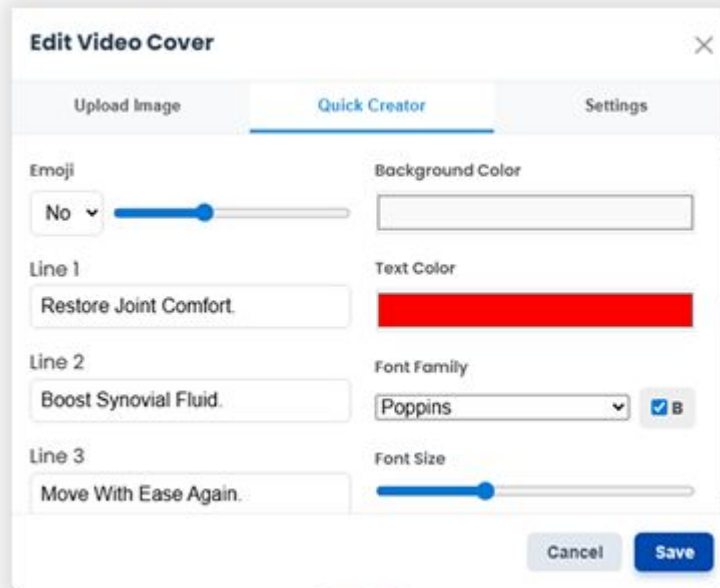 Edit Video Cover
Upload Image
Quick Creator
Settings
Emoji
No
Background Color
Line 1
Restore Joint Comfort.
Text Color
Line 2
Boost Synovial Fluid.
Font Family
Poppins
B
Line 3
Move With Ease Again.
Font Size
Cancel
Save